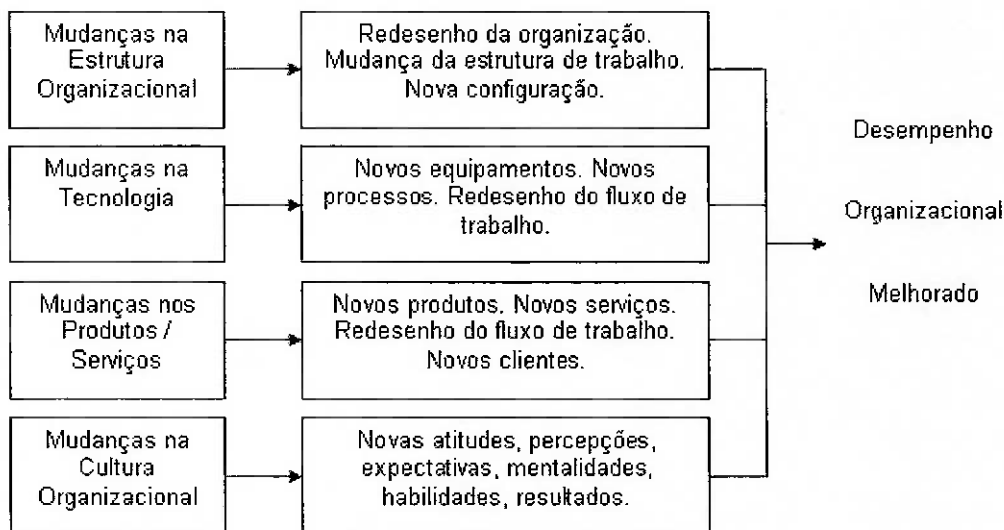 Mudanças na
Estrutura
Organizacional
Redesenho da organização.
Mudança da estrutura de trabalho.
Nova configuração.
Mudanças na
Tecnologia
Novos equipamentos. Novos
processos. Redesenho do fluxo de
trabalho.
Mudanças nos
Produtos /
Serviços
Novos produtos. Novos serviços.
Redesenho do fluxo de trabalho.
Novos clientes.
Mudanças na
Cultura
Organizacional
Novas atitudes, percepções,
expectativas, mentalidades,
habilidades, resultados.
Desempenho
Organizacional
Melhorado